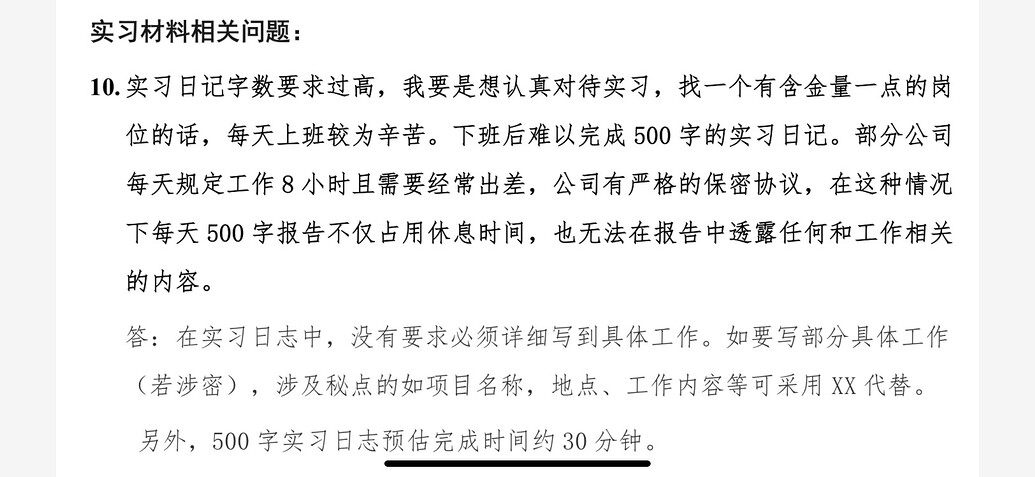 实习材料相关问题：
10. 实习日记字数要求过高，我要是想认真对待实习，找一个有含金量一点的岗
位的话，每天上班较为辛苦。下班后难以完成 500 字的实习日记。部分公司
每天规定工作 8 小时且需要经常出差，公司有严格的保密协议，在这种情况
下每天 500 字报告不仅占用休息时间，也无法在报告中透露任何和工作相关
的内容。
答：在实习日志中，没有要求必须详细写到具体工作。如要写部分具体工作
（若涉密），涉及秘点的如项目名称，地点、工作内容等可采用 XX 代替。
另外，500 字实习日志预估完成时间约 30 分钟。